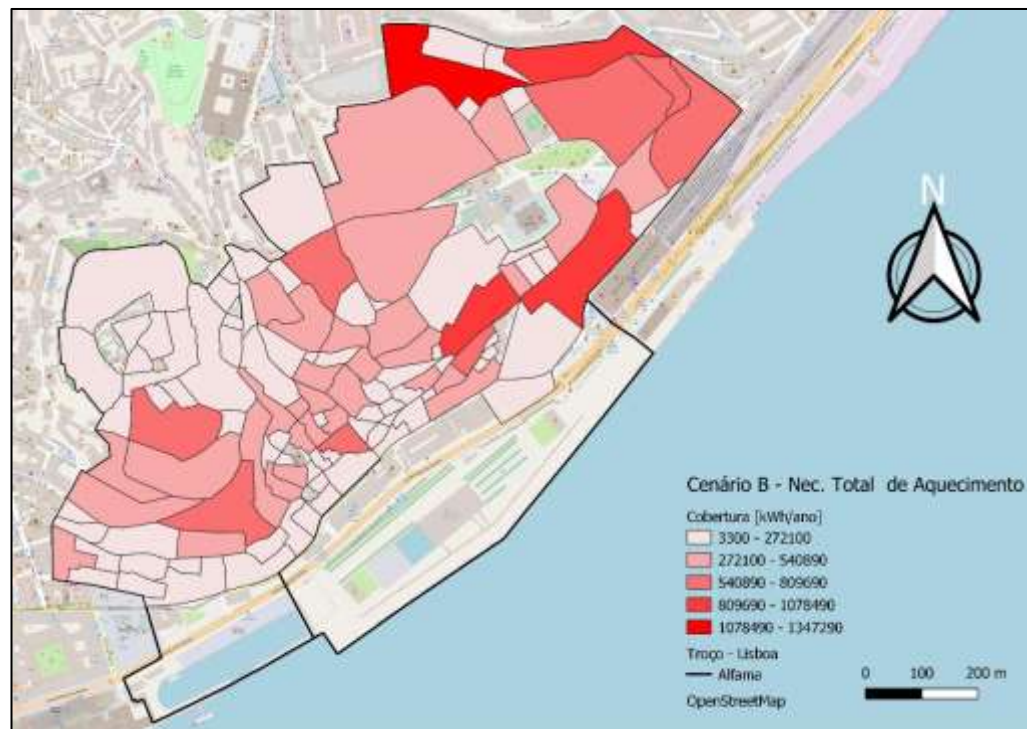 N
Cenário B - Nec. Total de Aquecimento
Cobertura [kWh/ano]
3300 - 272100
272100 - 540890
540890 - 809690
809690 - 1078490
1078490 - 1347290
Troço - Lisboa
Alfama
OpenStreetMap
0 100 200 m